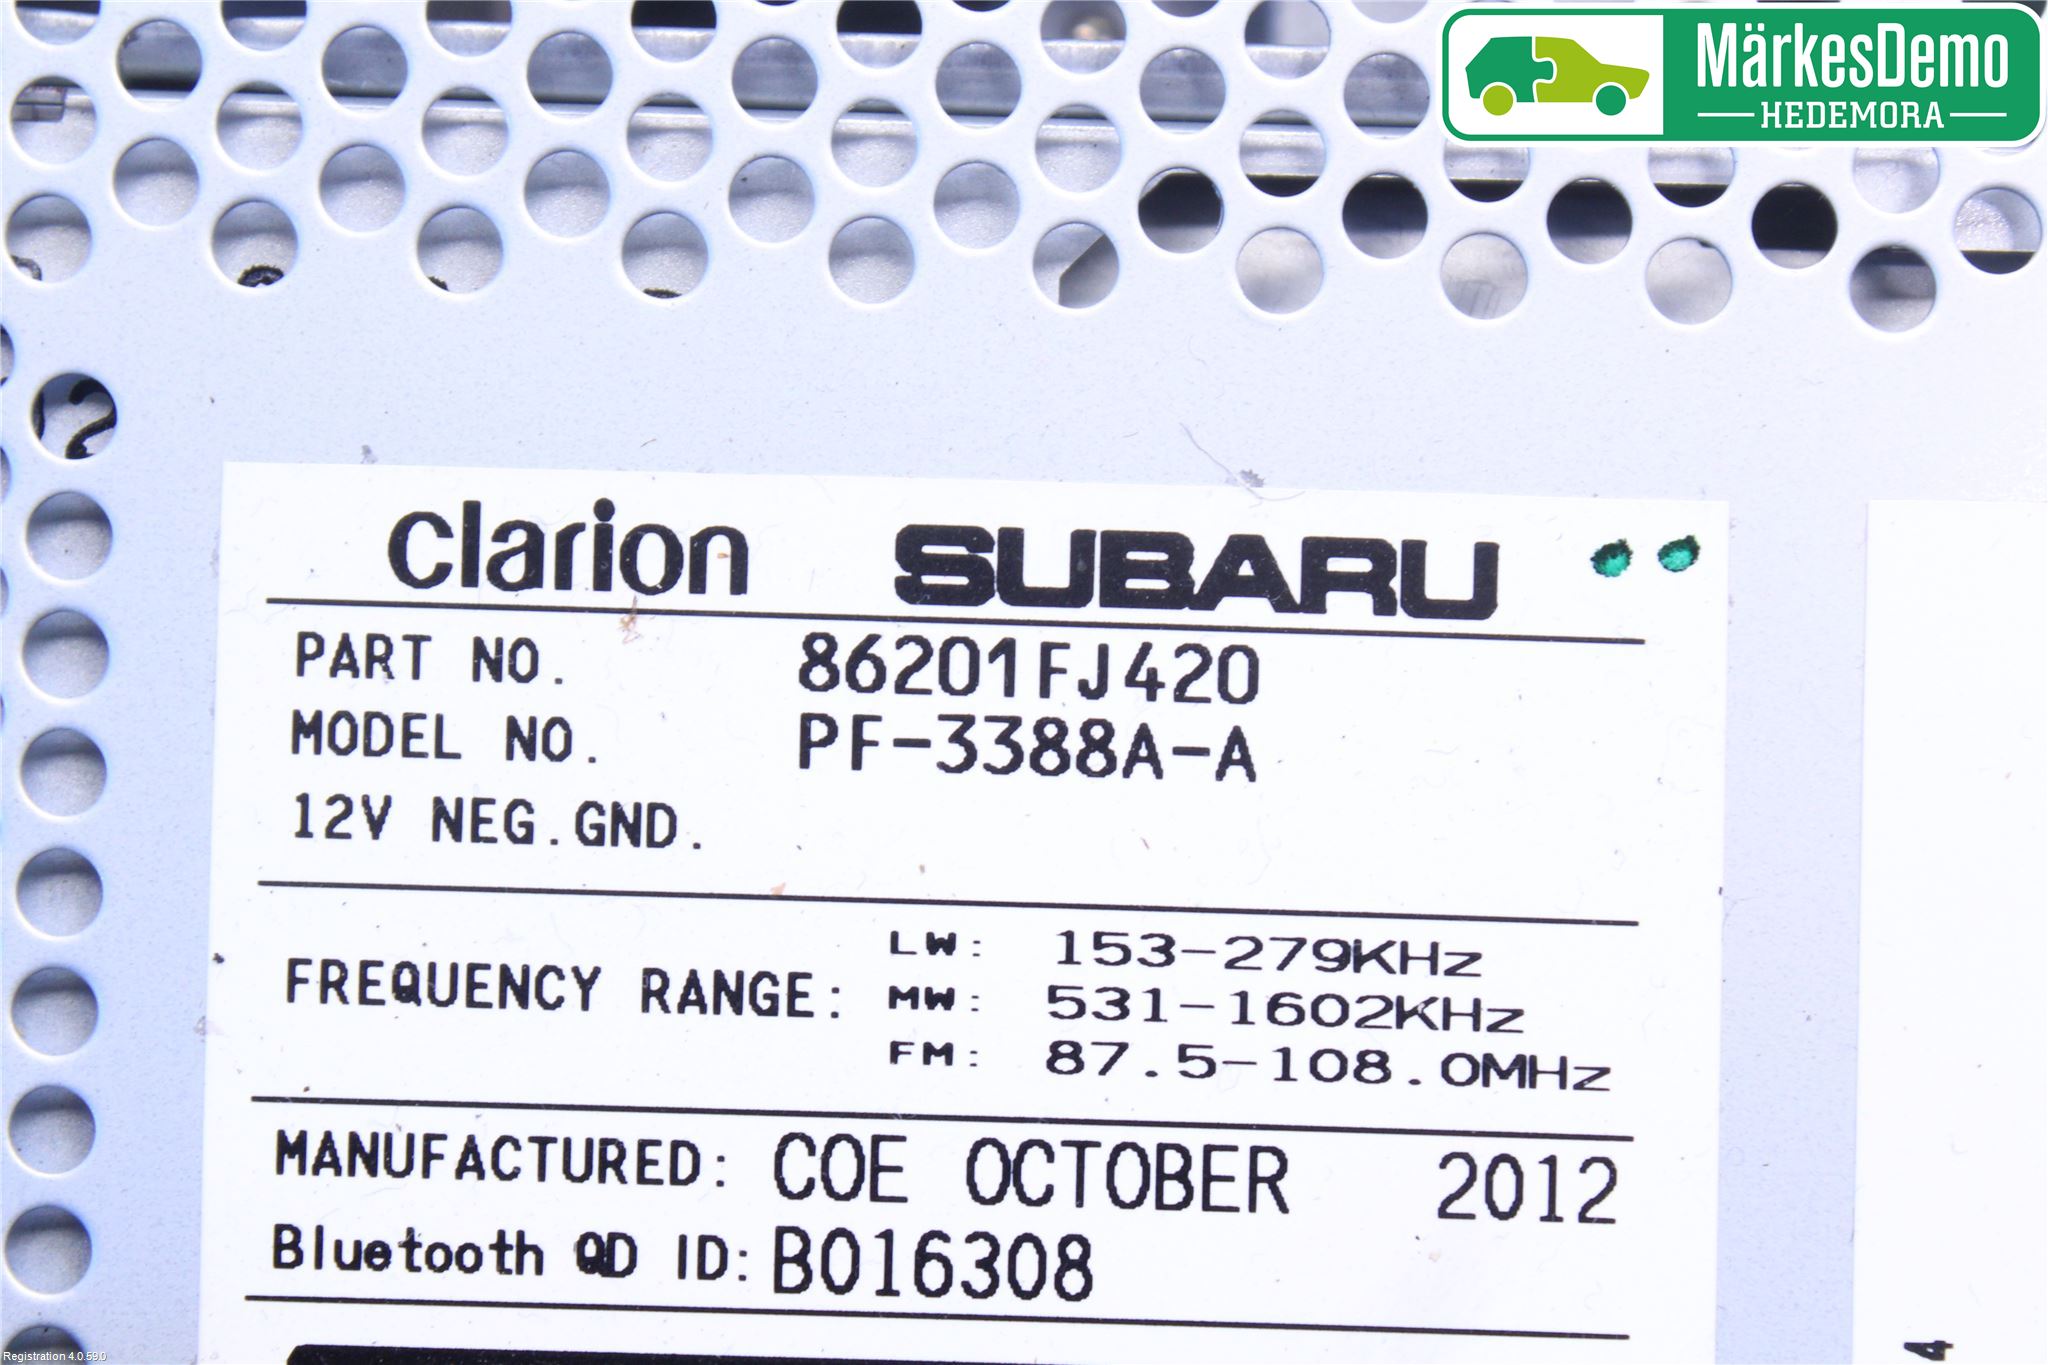 MärkesDemo
HEDEMORA
clarion SUBARU
PART NO. 86201FJ420
MODEL NO. PF-3388A-A
12V NEG.GND.
FREQUENCY RANGE: LW: 153-279KHz
MW: 531-1602KHz
FM: 87.5-108.0MHz
MANUFACTURED: COE OCTOBER 2012
Bluetooth QD ID: B016308
4
Registration 4.0.59.0